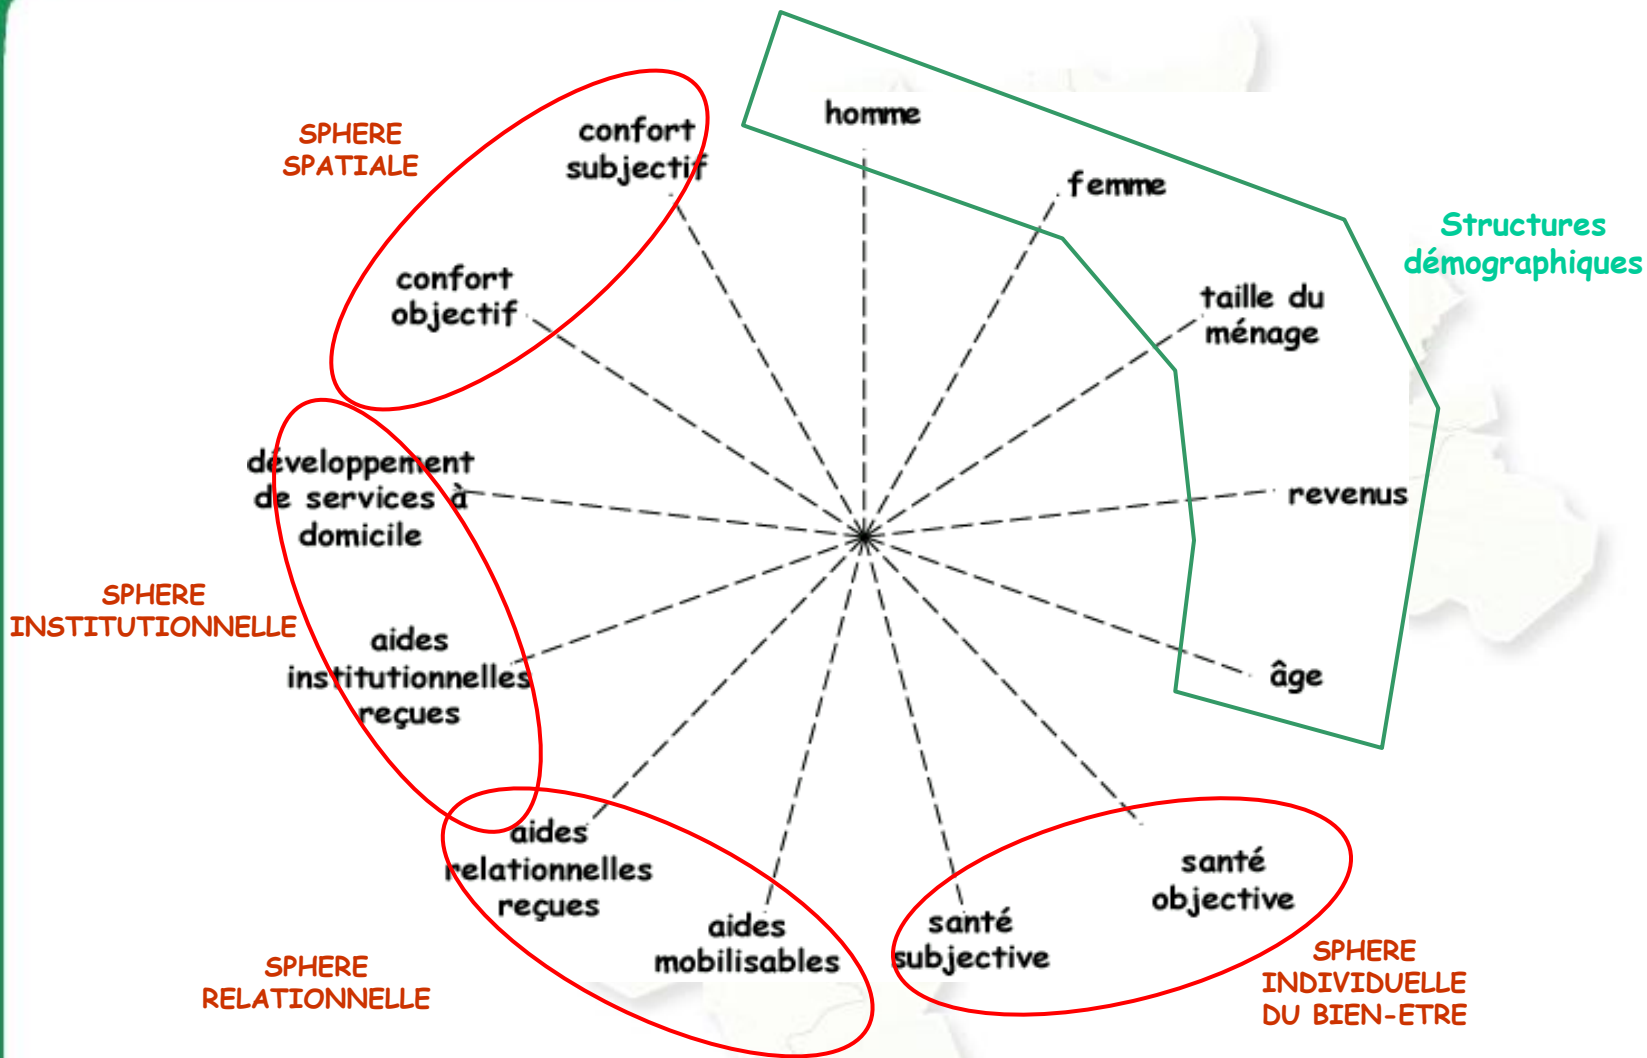 homme
femme
taille du
ménage
Structures
démographiques
revenus
âge
santé
objective
santé
subjective
SPHERE
INDIVIDUELLE
DU BIEN-ETRE
aides
mobilisables
aides
relationnelles
reçues
SPHERE
RELATIONNELLE
aides
institutionnelles
reçues
développement
de services à
domicile
SPHERE
INSTITUTIONNELLE
confort
objectif
confort
subjectif
SPHERE
SPATIALE